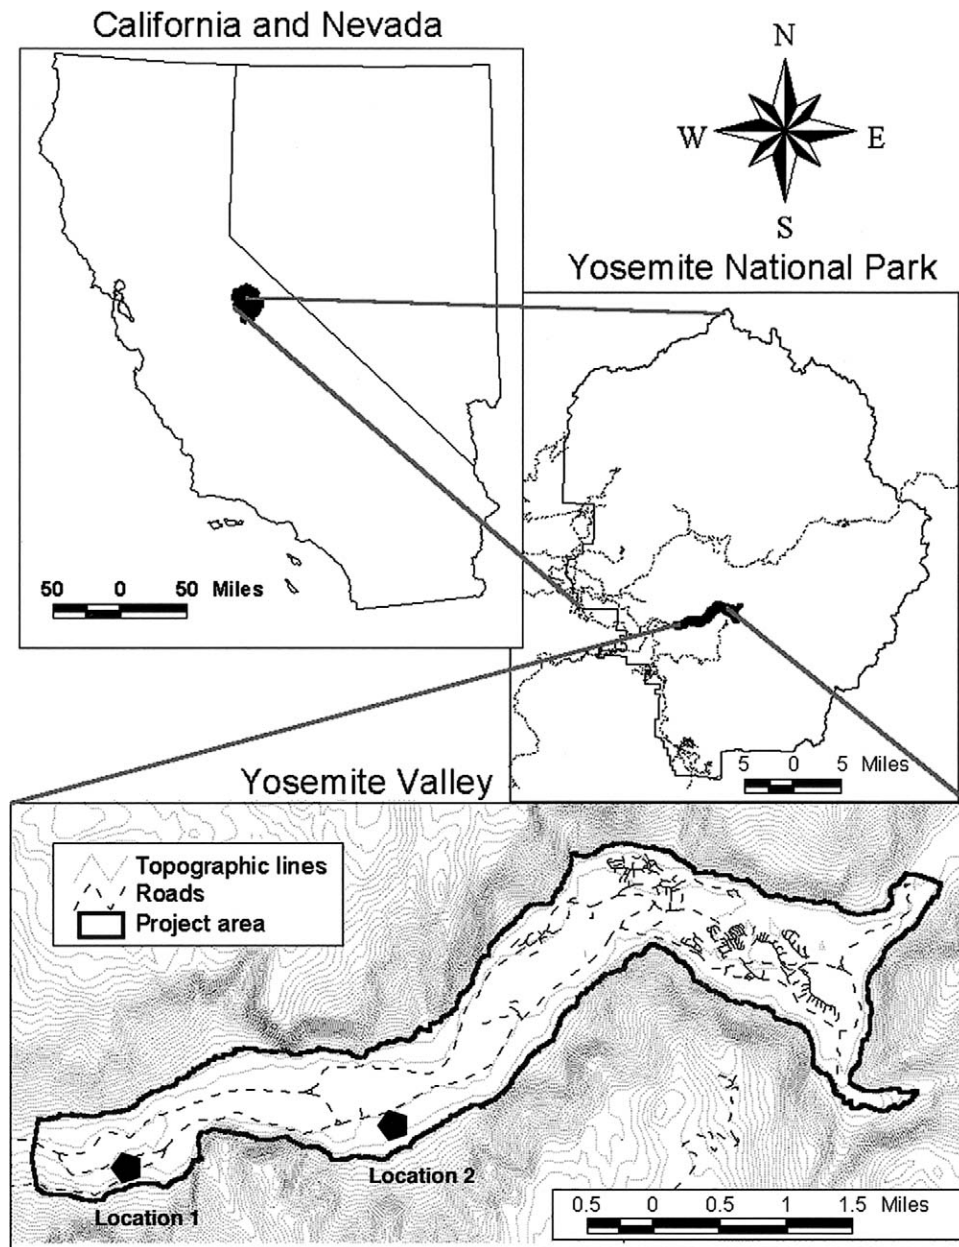 California and Nevada
N
W E
S
Yosemite National Park
50 0 50 Miles
5 0 5 Miles
Yosemite Valley
Topographic lines
Roads
Project area
Location 2
Location 1
0.5 0 0.5 1 1.5 Miles